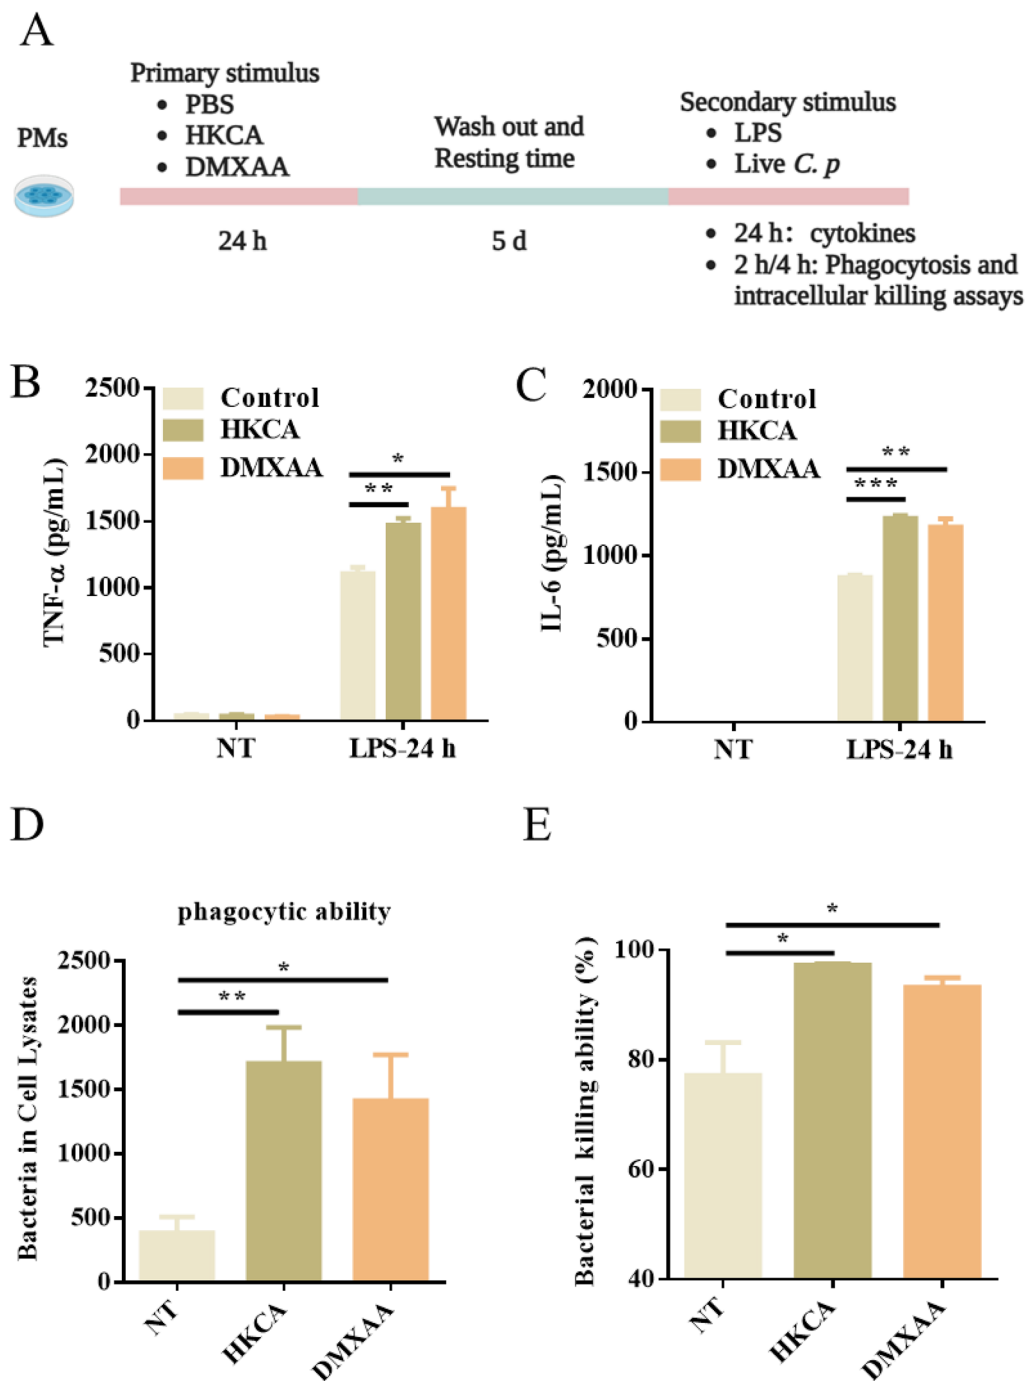 A
Primary stimulus
• PBS
• HKCA
• DMXAA
PMs
Wash out and
Resting time
Secondary stimulus
• LPS
• Live C. p
24 h
5 d
• 24 h: cytokines
• 2 h/4 h: Phagocytosis and
intracellular killing assays
B
TNF-α (pg/mL)
2500
2000
1500
1000
500
0
Control
HKCA
DMXAA
*
**
NT
LPS-24 h
C
IL-6 (pg/mL)
2000
1500
1000
500
0
Control
HKCA
DMXAA
**
***
NT
LPS-24 h
D
phagocytic ability
Bacteria in Cell Lysates
2500
2000
1500
1000
500
0
*
**
NT
HKCA
DMXAA
E
Bacterial killing ability (%)
100
80
60
40
*
*
NT
HKCA
DMXAA